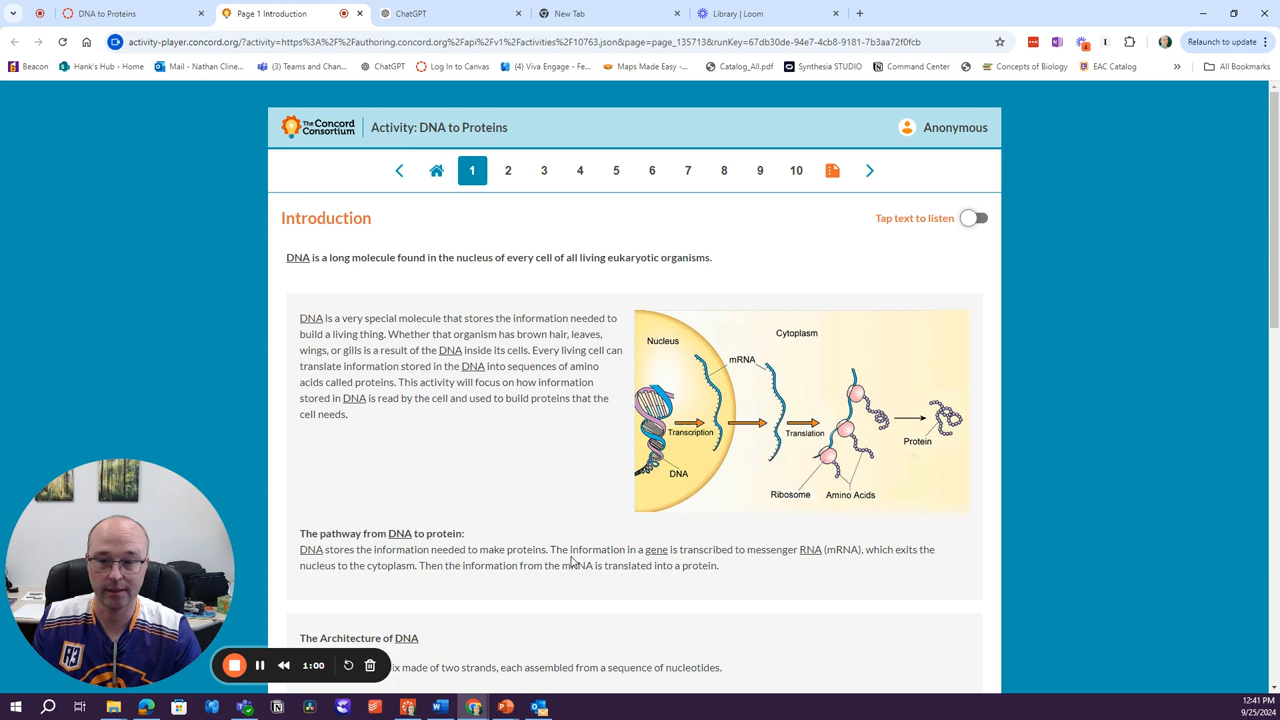 DNA to Proteins
Page 1 Introduction
ChatGPT
New Tab
Library | Loom
activity-player.concord.org/?activity=https%3A%2F%2Fauthoring.concord.org%2Fapi%2Fv1%2Factivities%2F10763.json&page=page_135713&runKey=67db30de-94e7-4cb8-9181-7b3aa72f0fcb
Relaunch to update
Beacon
Hank's Hub - Home
Mail - Nathan Cline...
(3) Teams and Chan...
ChatGPT
Log In to Canvas
(4) Viva Engage - Fe...
Maps Made Easy -...
Catalog_All.pdf
Synthesia STUDIO
Command Center
Concepts of Biology
EAC Catalog
All Bookmarks
The Concord
Consortium
Activity: DNA to Proteins
Anonymous
1 2 3 4 5 6 7 8 9 10
Introduction
Tap text to listen
DNA is a long molecule found in the nucleus of every cell of all living eukaryotic organisms.
DNA is a very special molecule that stores the information needed to
build a living thing. Whether that organism has brown hair, leaves,
wings, or gills is a result of the DNA inside its cells. Every living cell can
translate information stored in the DNA into sequences of amino
acids called proteins. This activity will focus on how information
stored in DNA is read by the cell and used to build proteins that the
cell needs.
Nucleus
Cytoplasm
mRNA
Transcription
Translation
Protein
DNA
Ribosome
Amino Acids
The pathway from DNA to protein:
DNA stores the information needed to make proteins. The information in a gene is transcribed to messenger RNA (mRNA), which exits the
nucleus to the cytoplasm. Then the information from the mRNA is translated into a protein.
The Architecture of DNA
made of two strands, each assembled from a sequence of nucleotides.
1:00
12:41 PM
9/25/2024